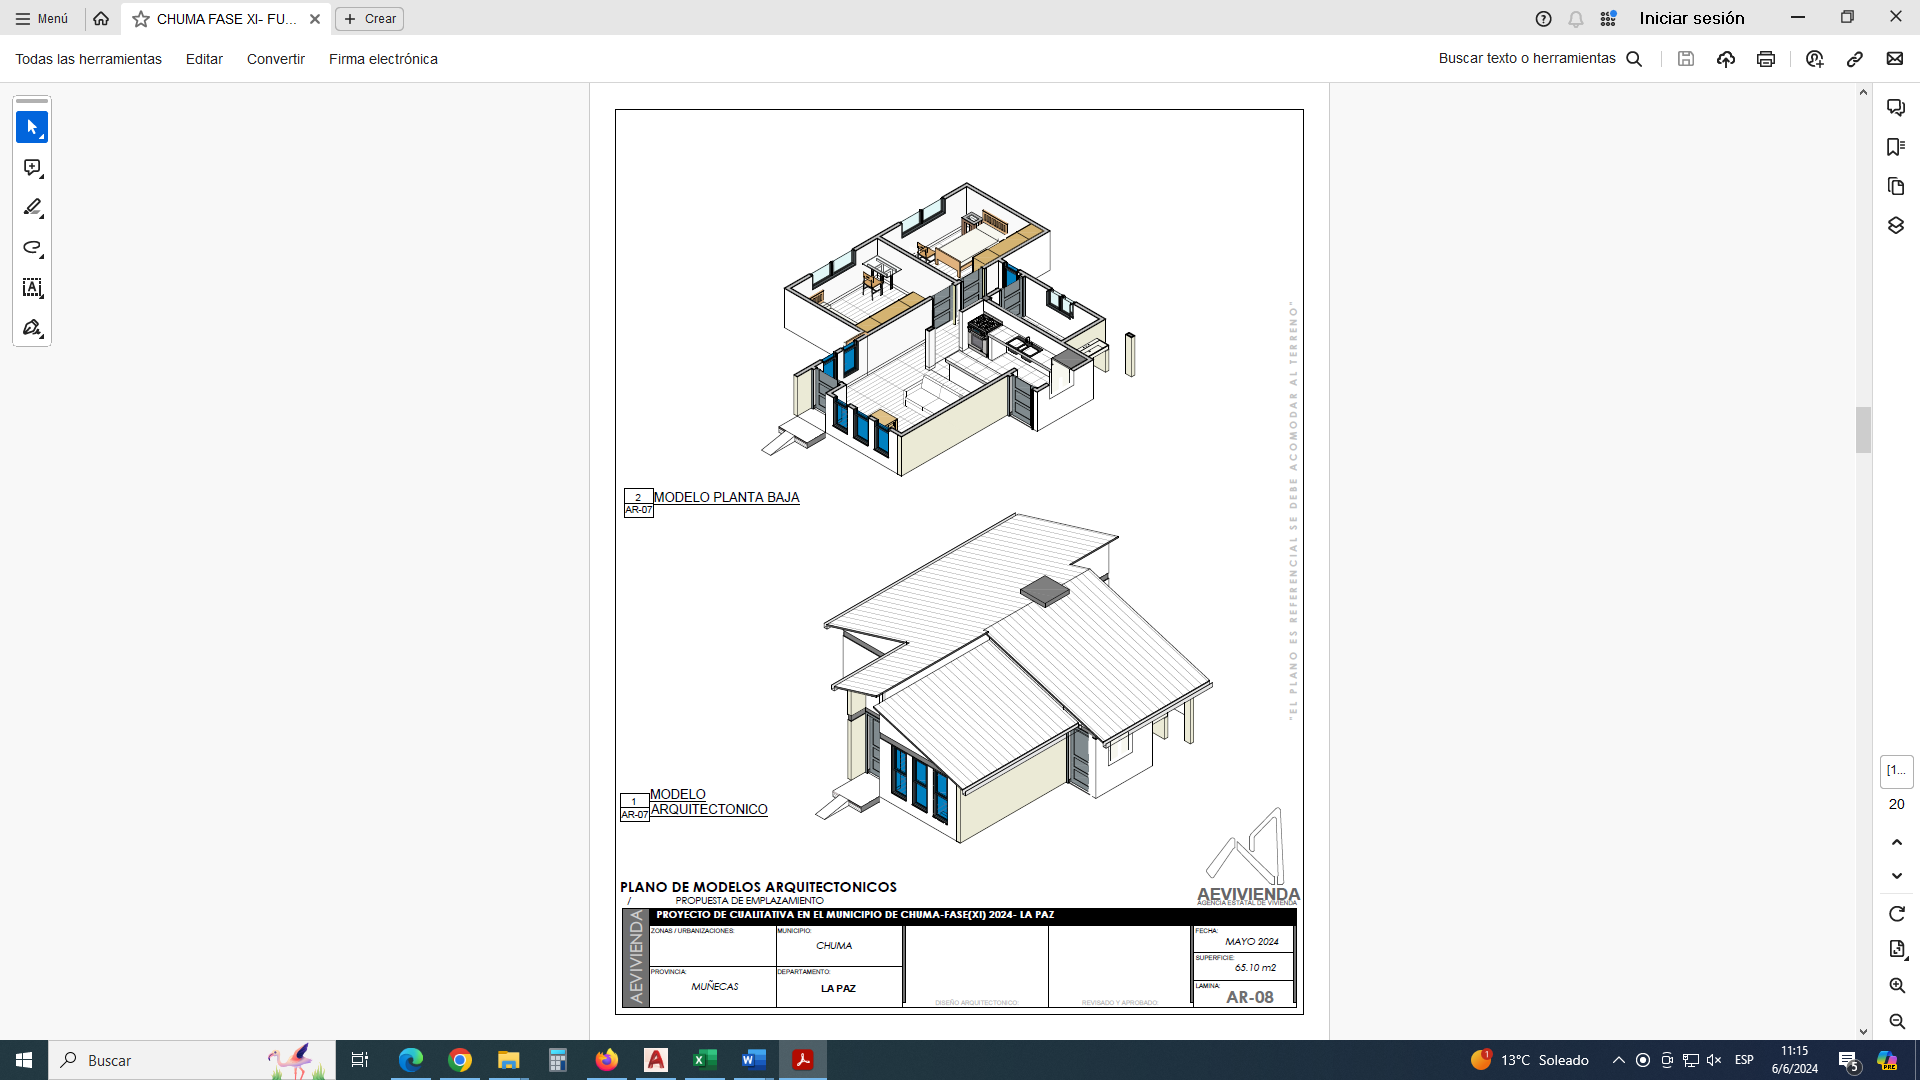 Menú
CHUMA FASE XI- FU...
Crear
Iniciar sesión
Todas las herramientas
Editar
Convertir
Firma electrónica
Buscar texto o herramientas
2
AR-07
MODELO PLANTA BAJA
"EL PLANO ES REFERENCIAL SE DEBE ACOMODAR AL TERRENO"
1
AR-07
MODELO
ARQUITECTONICO
AEVIVIENDA
AGENCIA ESTATAL DE VIVIENDA
PLANO DE MODELOS ARQUITECTONICOS
/ PROPUESTA DE EMPLAZAMIENTO
AEVIVIENDA
PROYECTO DE CUALITATIVA EN EL MUNICIPIO DE CHUMA-FASE(XI) 2024- LA PAZ
ZONAS / URBANIZACIONES:
MUNICIPIO:
CHUMA
PROVINCIA:
MUÑECAS
DEPARTAMENTO:
LA PAZ
DISEÑO ARQUITECTONICO:
REVISADO Y APROBADO:
FECHA:
MAYO 2024
SUPERFICIE:
65.10 m2
LAMINA:
AR-08
[1...
20
Buscar
13°C Soleado
ESP
11:15
6/6/2024
5